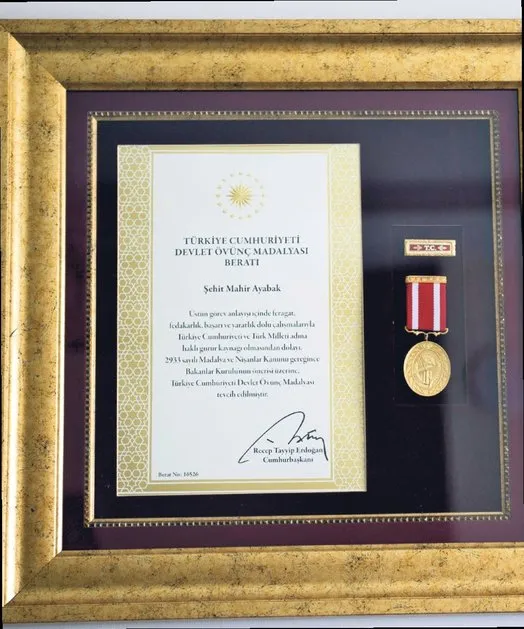 TÜRKİYE CUMHURİYETİ
DEVLET ÖVÜNÇ MADALYASI
BERATI
Şehit Mahir Ayabak
Üstün görev anlayışı içinde feragat,
fedakarlık, başarı ve yararlık dolu çalışmalarıyla
Türkiye Cumhuriyeti ve Türk Milleti adına
haklı gurur kaynağı olmasından dolayı,
2933 sayılı Madalya ve Nişanlar Kanunu gereğince
Bakanlar Kurulunun önerisi üzerine,
Türkiye Cumhuriyeti Devlet Övünç Madalyası
tevcih edilmiştir.
Recep Tayyip Erdoğan
Cumhurbaşkanı
Berat No: 16526
T.C.